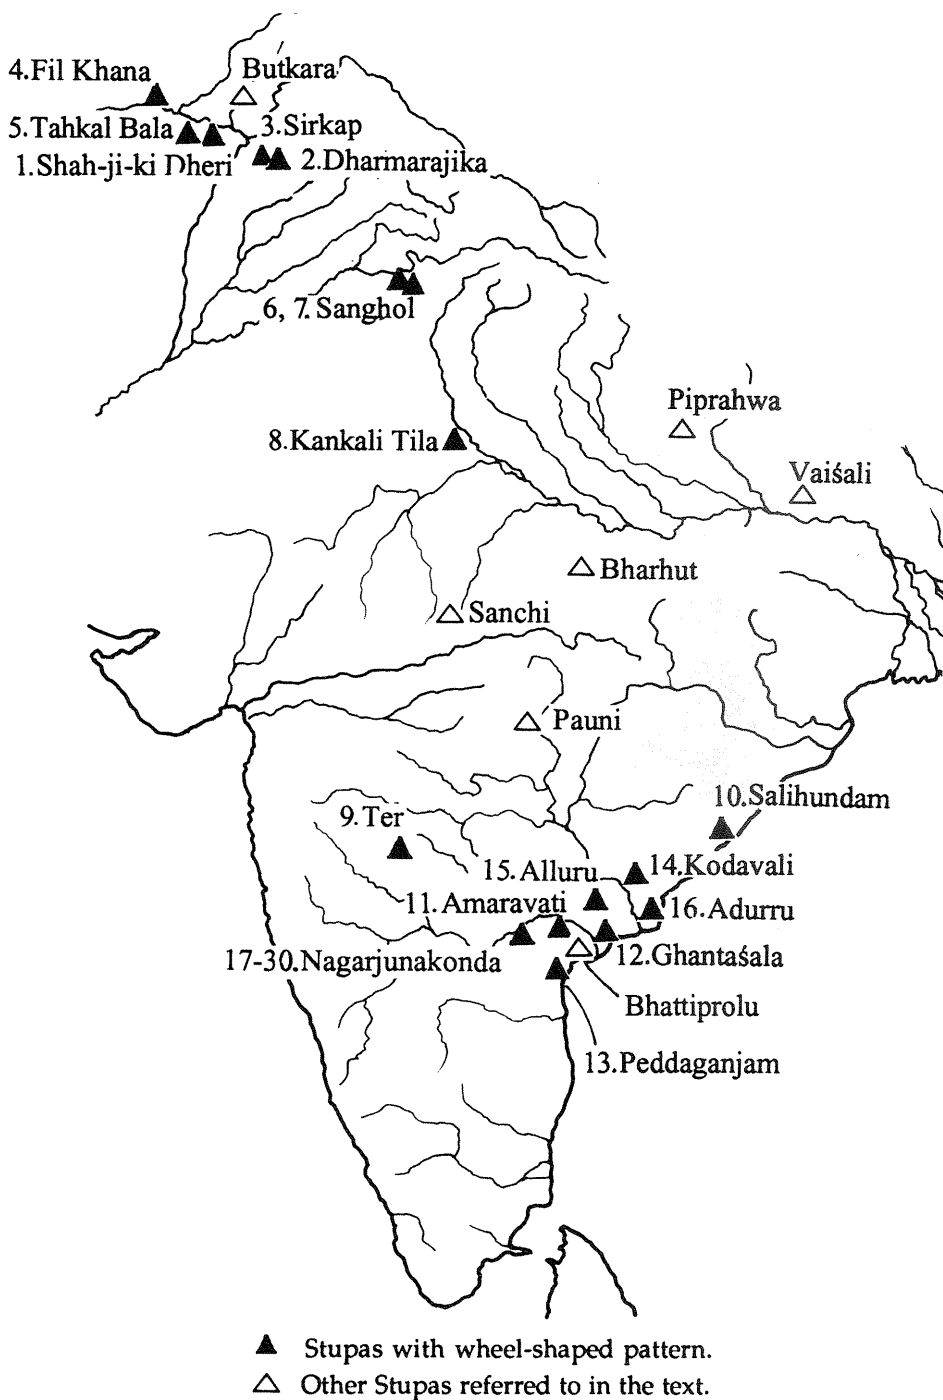 4.Fil Khana
Butkara
5.Tahkal Bala
3.Sirkap
1.Shah-ji-ki Dheri
2.Dharmarajika
6, 7.Sanghol
Piprahwa
8.Kankali Tila
Vaiśali
Bharhut
Sanchi
Pauni
10.Salihundam
9.Ter
15.Alluru
14.Kodavali
11.Amaravati
16.Adurru
17-30.Nagarjunakonda
12.Ghantaśala
Bhattiprolu
13.Peddaganjam
Stupas with wheel-shaped pattern.
Other Stupas referred to in the text.